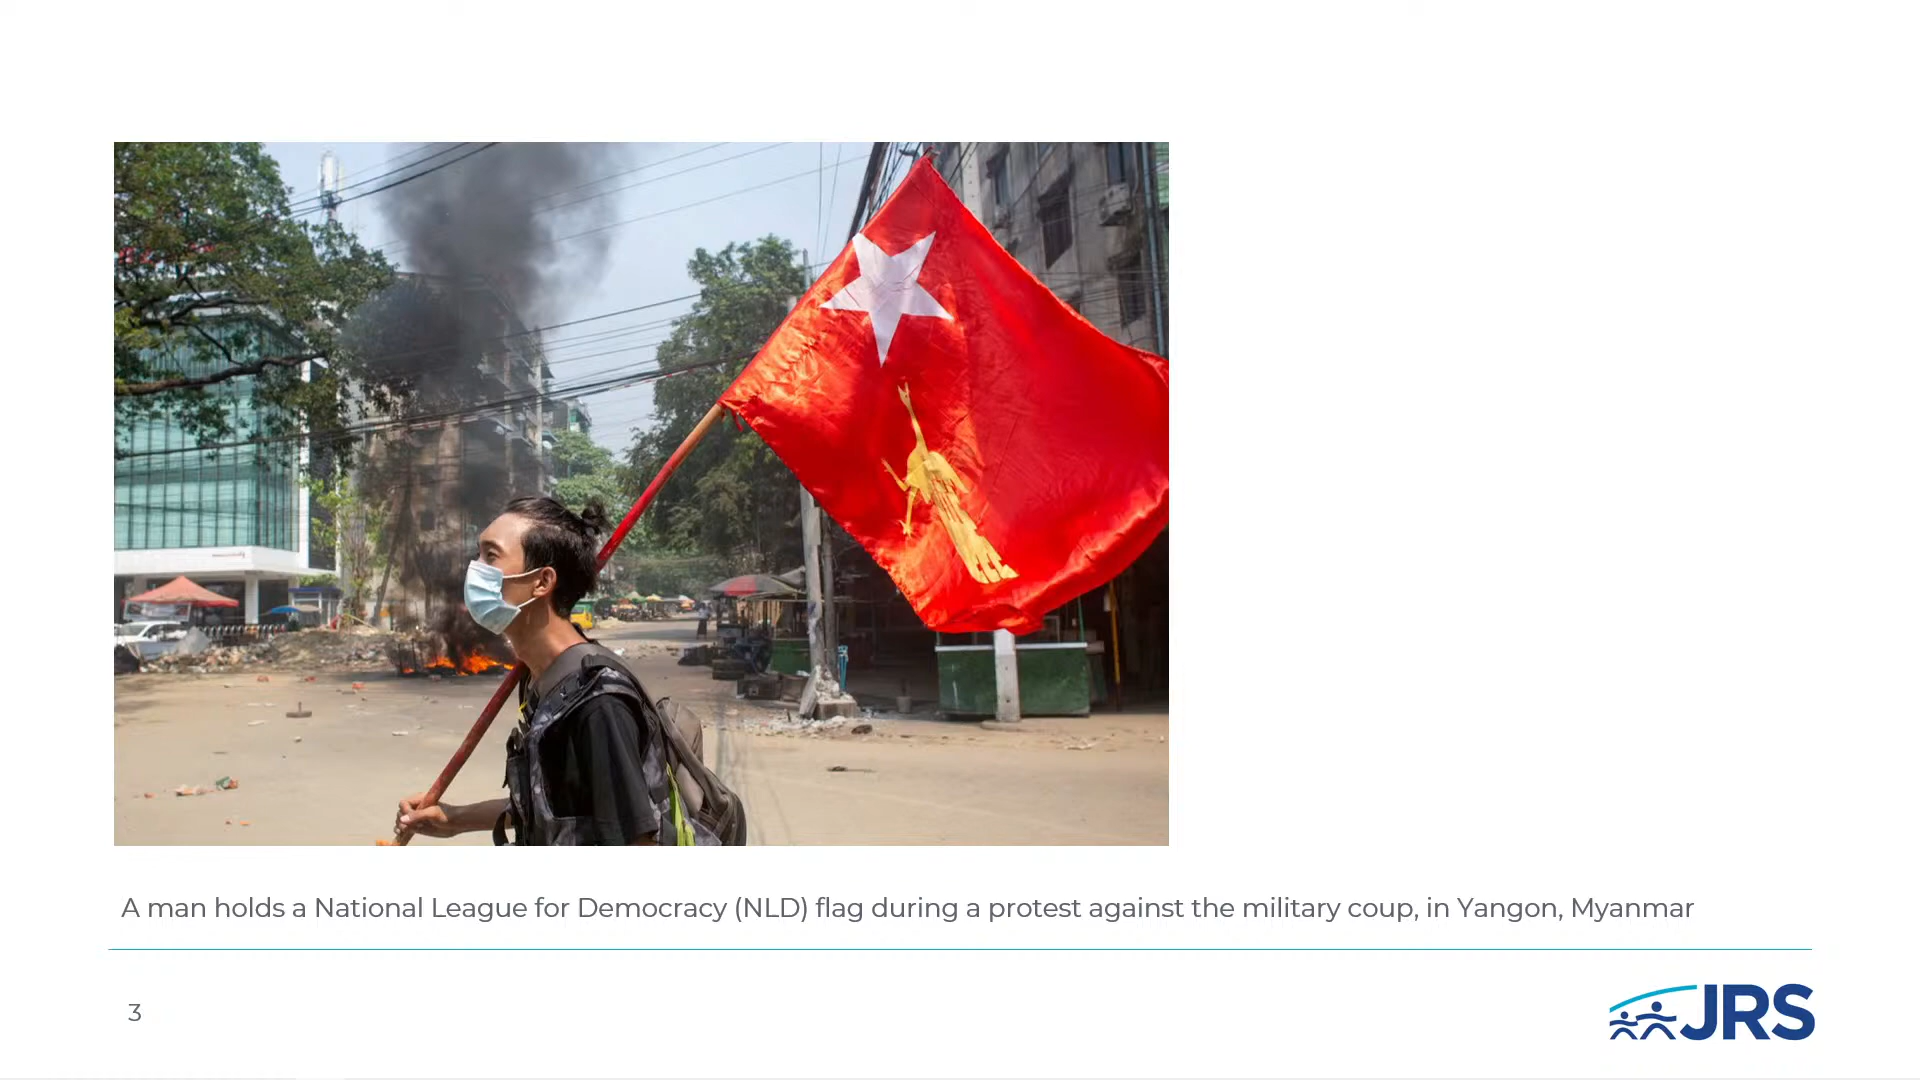 A man holds a National League for Democracy (NLD) flag during a protest against the military coup, in Yangon, Myanmar
3
JRS